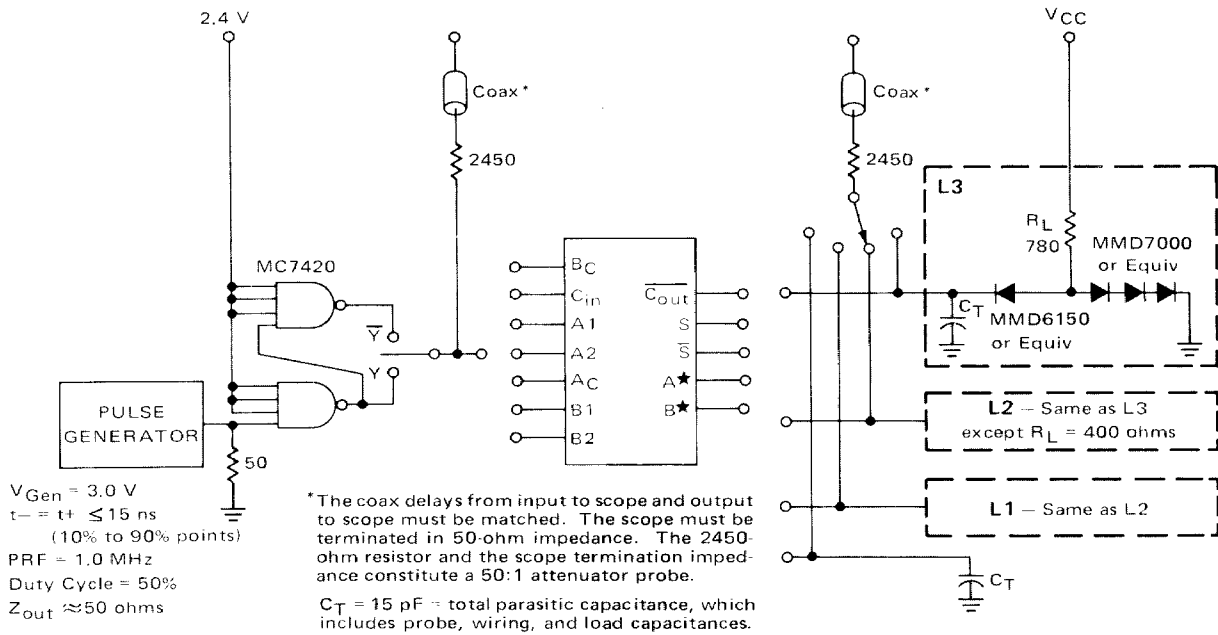 2.4 V
VCC
Coax*
Coax*
2450
2450
L3
RL
780
MMD7000
or Equiv
MC7420
BC
Cin
A1
A2
AC
B1
B2
C̅o̅u̅t̅
S
S̅
A★
B★
CT
MMD6150
or Equiv
Y̅
Y
PULSE
GENERATOR
50
L2 – Same as L3
except RL = 400 ohms
L1 – Same as L2
CT
VGen = 3.0 V
t– = t+ ≤15 ns
(10% to 90% points)
PRF = 1.0 MHz
Duty Cycle = 50%
Zout ≈50 ohms
*The coax delays from input to scope and output
to scope must be matched. The scope must be
terminated in 50-ohm impedance. The 2450-
ohm resistor and the scope termination imped-
ance constitute a 50:1 attenuator probe.
CT = 15 pF = total parasitic capacitance, which
includes probe, wiring, and load capacitances.